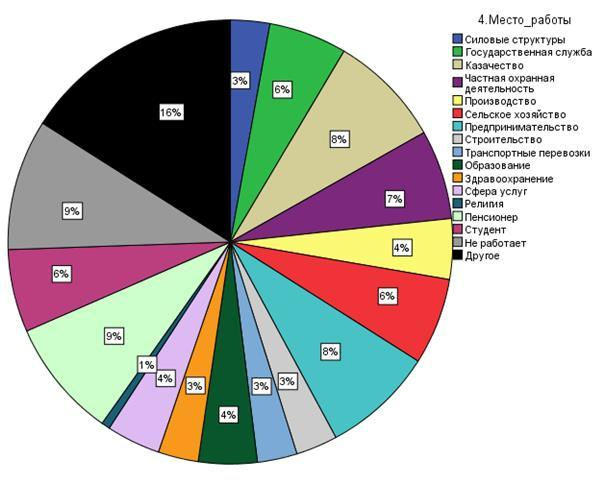 4.Место_работы
Силовые структуры
Государственная служба
Казачество
Частная охранная
деятельность
Производство
Сельское хозяйство
Предпринимательство
Строительство
Транспортные перевозки
Образование
Здравоохранение
Сфера услуг
Религия
Пенсионер
Студент
Не работает
Другое
3%
6%
8%
7%
4%
6%
8%
3%
3%
4%
3%
4%
1%
9%
6%
9%
16%